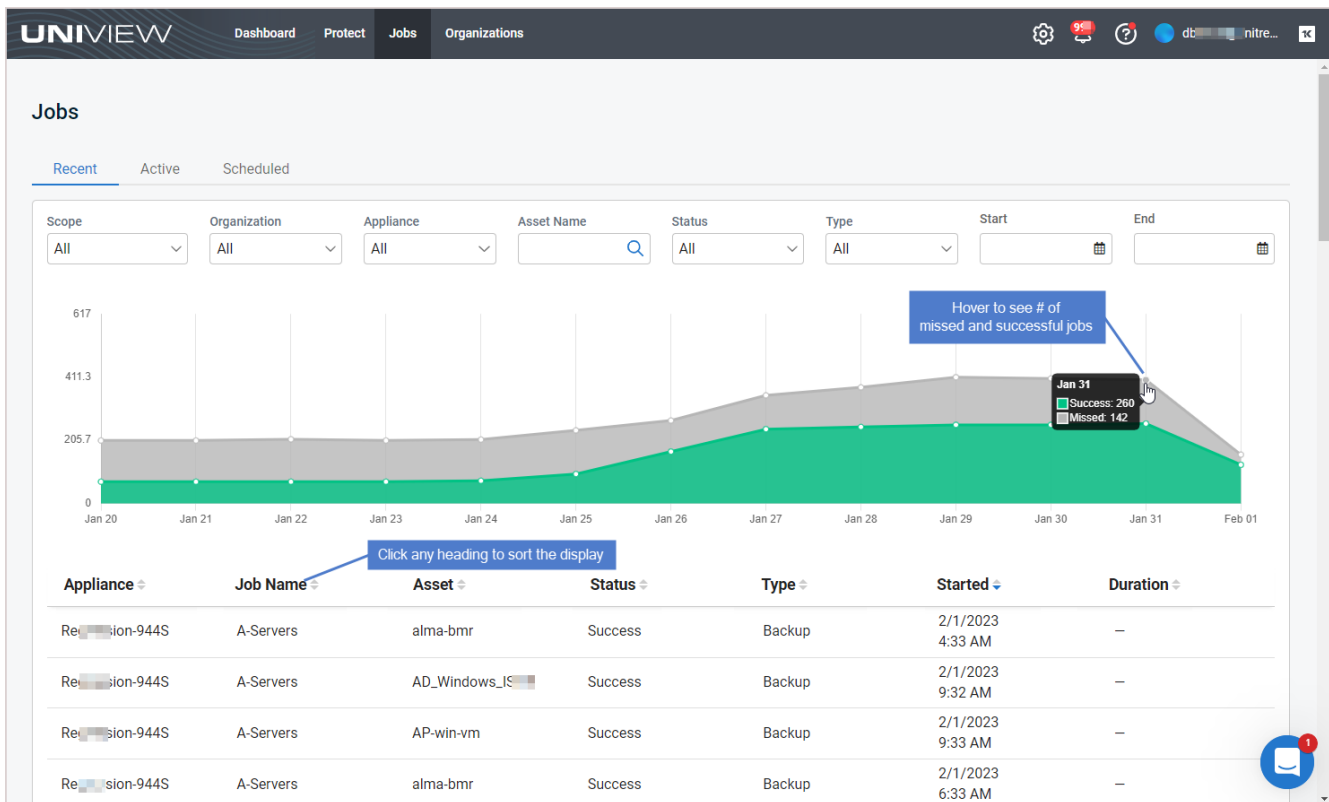 UNIVIEW Dashboard Protect Jobs Organizations
Jobs
Recent Active Scheduled
Scope Organization Appliance Asset Name Status Type Start End
All All All All All
Hover to see # of
missed and successful jobs
617
411.3
205.7
0
Jan 31
Success: 260
Missed: 142
Jan 20 Jan 21 Jan 22 Jan 23 Jan 24 Jan 25 Jan 26 Jan 27 Jan 28 Jan 29 Jan 30 Jan 31 Feb 01
Click any heading to sort the display
Appliance Job Name Asset Status Type Started Duration
A-Servers alma-bmr Success Backup 2/1/2023 –
4:33 AM
A-Servers Success Backup 2/1/2023 –
9:32 AM
A-Servers AP-win-vm Success Backup 2/1/2023 –
9:33 AM
A-Servers alma-bmr Success Backup 2/1/2023 –
6:33 AM
1